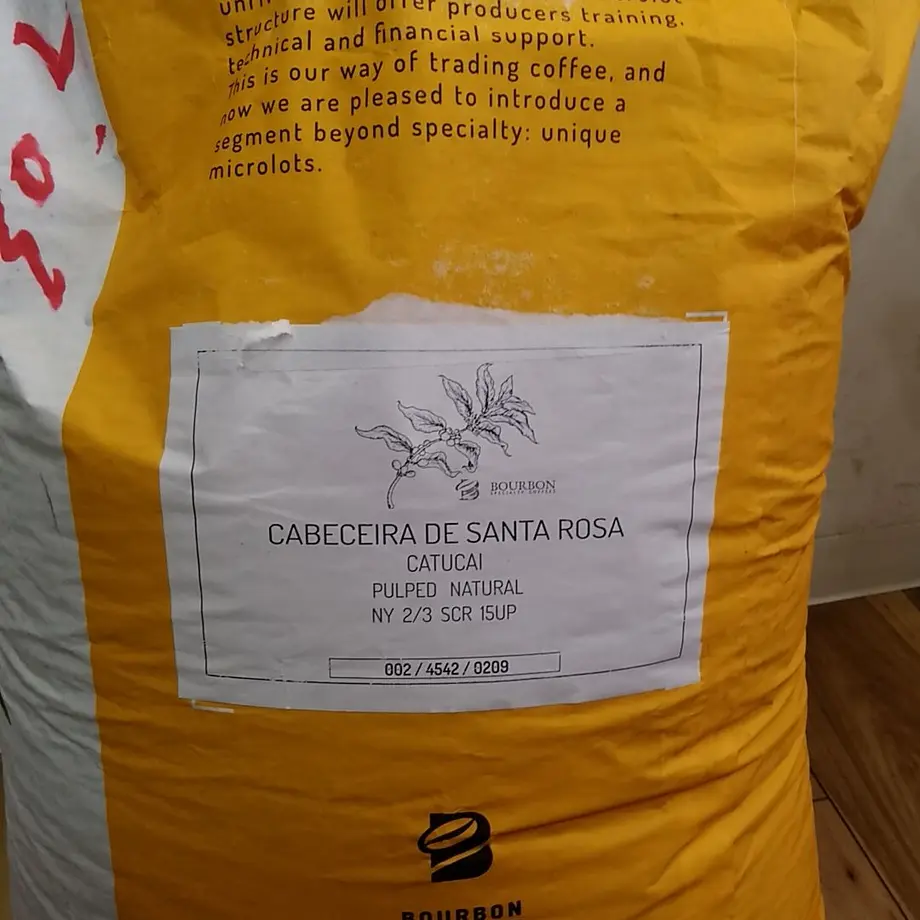 structure will offer producers training,
technical and financial support.
This is our way of trading coffee, and
now we are pleased to introduce a
segment beyond specialty: unique
microlots.
BOURBON
SPECIALTY COFFEES
CABECEIRA DE SANTA ROSA
CATUCAI
PULPED NATURAL
NY 2/3 SCR 15UP
002 / 4542 / 0209
BOURBON